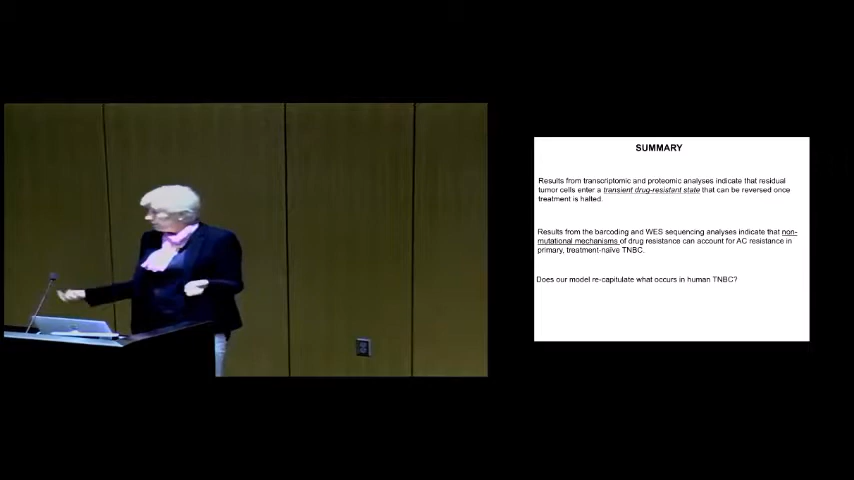 SUMMARY
Results from transcriptomic and proteomic analyses indicate that residual
tumor cells enter a transient drug-resistant state that can be reversed once
treatment is halted.
Results from the barcoding and WES sequencing analyses indicate that non-
mutational mechanisms of drug resistance can account for AC resistance in
primary, treatment-naïve TNBC.
Does our model re-capitulate what occurs in human TNBC?